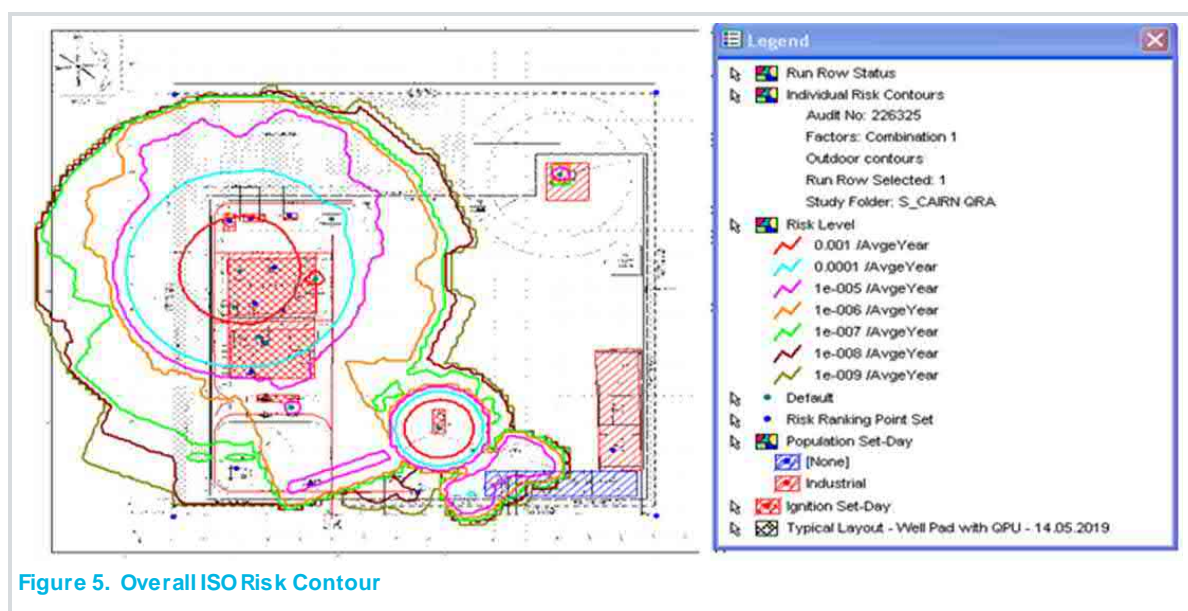 Legend
Run Row Status
Individual Risk Contours
Audit No: 226325
Factors: Combination 1
Outdoor contours
Run Row Selected: 1
Study Folder: S_CAIRN QRA
Risk Level
0.001 /AvgeYear
0.0001 /AvgeYear
1e-005 /AvgeYear
1e-006 /AvgeYear
1e-007 /AvgeYear
1e-008 /AvgeYear
1e-009 /AvgeYear
Default
Risk Ranking Point Set
Population Set-Day
[None]
Industrial
Ignition Set-Day
Typical Layout - Well Pad with QPU - 14.05.2019
Figure 5. Overall ISO Risk Contour